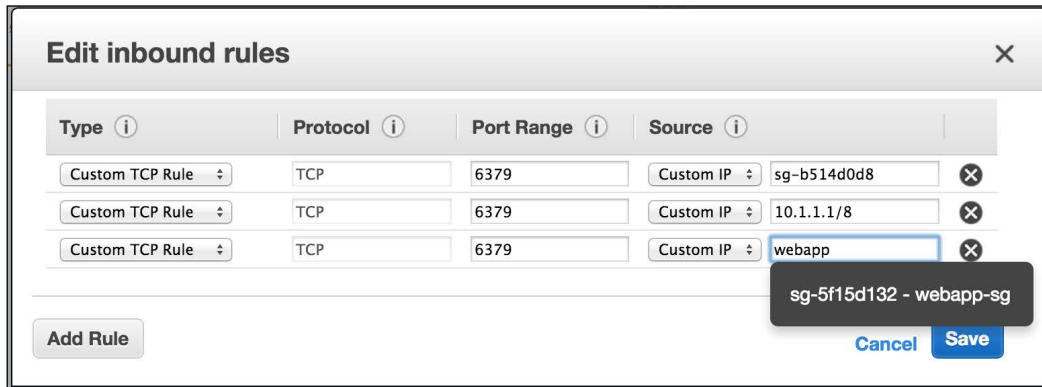 Edit inbound rules
Type Protocol Port Range Source
Custom TCP Rule TCP 6379 Custom IP sg-b514d0d8
Custom TCP Rule TCP 6379 Custom IP 10.1.1.1/8
Custom TCP Rule TCP 6379 Custom IP webapp
sg-5f15d132 - webapp-sg
Add Rule Cancel Save